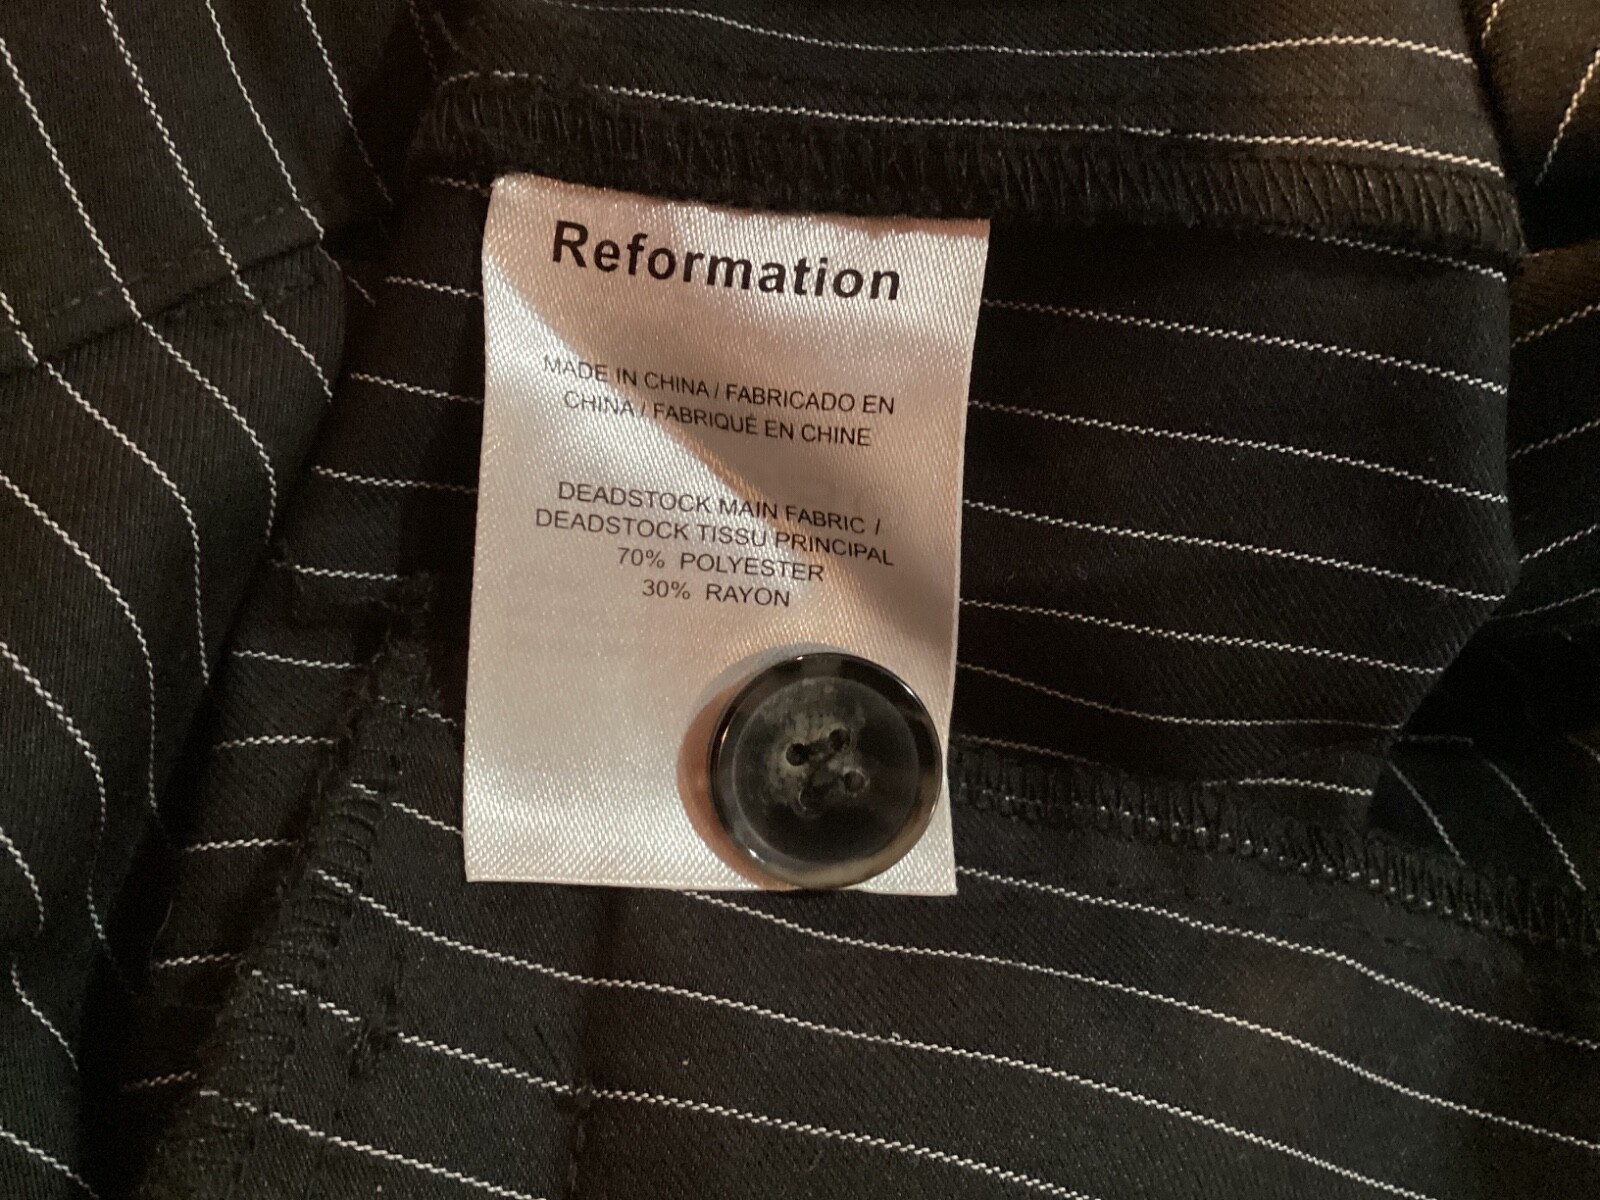 Reformation
MADE IN CHINA / FABRICADO EN
CHINA / FABRIQUÉ EN CHINE
DEADSTOCK MAIN FABRIC /
DEADSTOCK TISSU PRINCIPAL
70% POLYESTER
30% RAYON